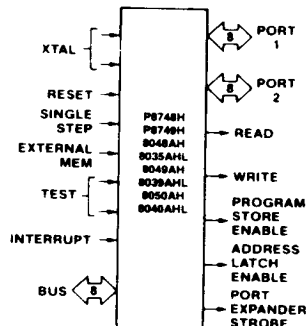 XTAL
RESET
SINGLE
STEP
EXTERNAL
MEM
TEST
INTERRUPT
BUS
8
P8748H
P8749H
8048AH
8035AHL
8049AH
8039AHL
8050AH
8040AHL
8
PORT
1
8
PORT
2
READ
WRITE
PROGRAM
STORE
ENABLE
ADDRESS
LATCH
ENABLE
PORT
EXPANDER
STROBE